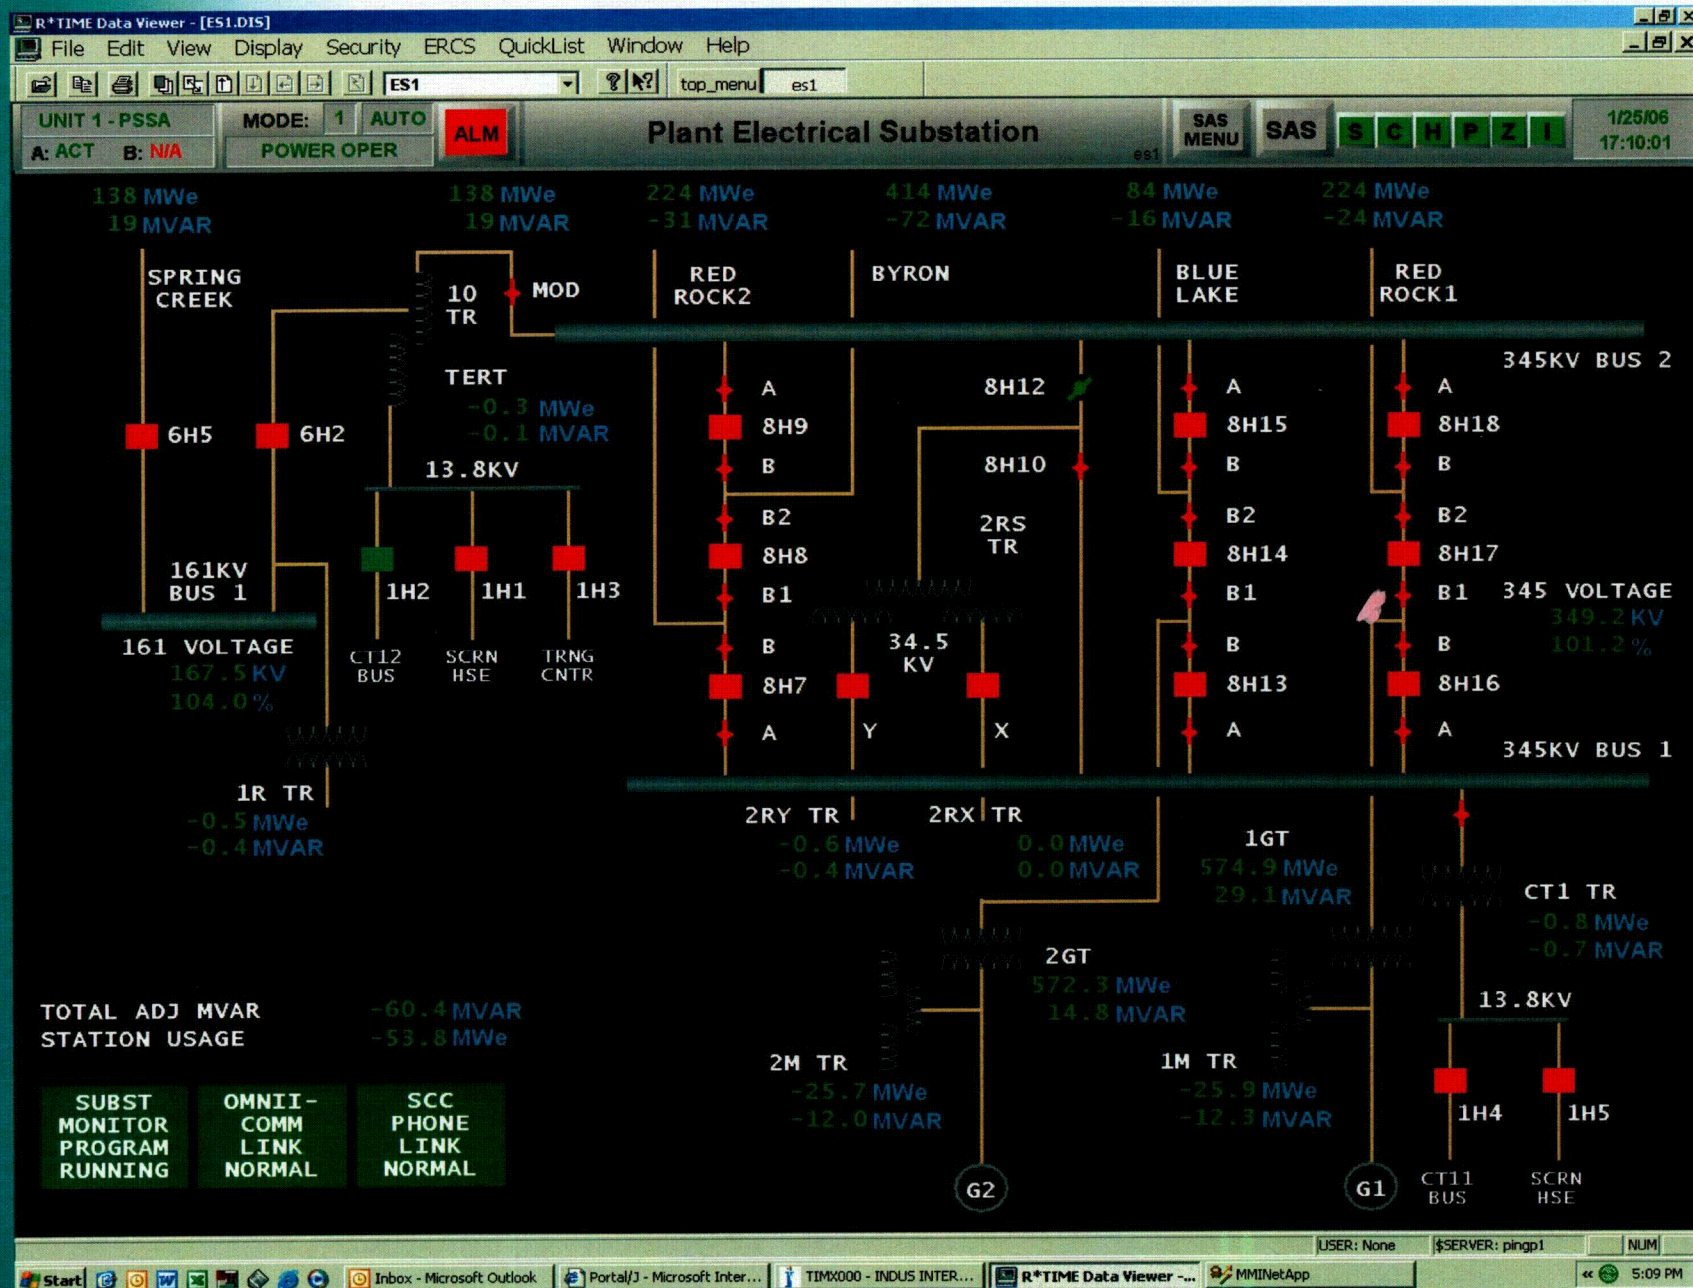 R*TIME Data Viewer - [ES1.DIS]
File Edit View Display Security ERCS QuickList Window Help
ES1 top_menu es1
UNIT 1 - PSSA
A: ACT B: N/A
MODE: 1 AUTO
POWER OPER
ALM
Plant Electrical Substation
es1
SAS
MENU
SAS
S C H P Z I
1/25/06
17:10:01
138 MWe
19 MVAR
138 MWe
19 MVAR
224 MWe
-31 MVAR
414 MWe
-72 MVAR
84 MWe
-16 MVAR
224 MWe
-24 MVAR
SPRING
CREEK
10
TR
MOD
RED
ROCK2
BYRON
BLUE
LAKE
RED
ROCK1
345KV BUS 2
TERT
-0.3 MWe
-0.1 MVAR
13.8KV
6H5
6H2
A
8H9
B
B2
8H8
B1
B
8H7
A
8H12
8H10
2RS
TR
34.5
KV
Y
X
A
8H15
B
B2
8H14
B1
B
8H13
A
A
8H18
B
B2
8H17
B1
B
8H16
A
345 VOLTAGE
349.2 KV
101.2 %
345KV BUS 1
161KV
BUS 1
161 VOLTAGE
167.5 KV
104.0 %
1H2
1H1
1H3
CT12
BUS
SCRN
HSE
TRNG
CNTR
1R TR
-0.5 MWe
-0.4 MVAR
2RY TR
-0.6 MWe
-0.4 MVAR
2RX TR
0.0 MWe
0.0 MVAR
1GT
574.9 MWe
29.1 MVAR
CT1 TR
-0.8 MWe
-0.7 MVAR
2GT
572.3 MWe
14.8 MVAR
13.8KV
TOTAL ADJ MVAR -60.4 MVAR
STATION USAGE -53.8 MWe
2M TR
-25.7 MWe
-12.0 MVAR
1M TR
-25.9 MWe
-12.3 MVAR
1H4
1H5
CT11
BUS
SCRN
HSE
G2
G1
SUBST
MONITOR
PROGRAM
RUNNING
OMNII-
COMM
LINK
NORMAL
SCC
PHONE
LINK
NORMAL
USER: None $SERVER: pingp1 NUM
Start Inbox - Microsoft Outlook Portal/J - Microsoft Inter... TIMX000 - INDUS INTER... R*TIME Data Viewer -... MMINetApp 5:09 PM